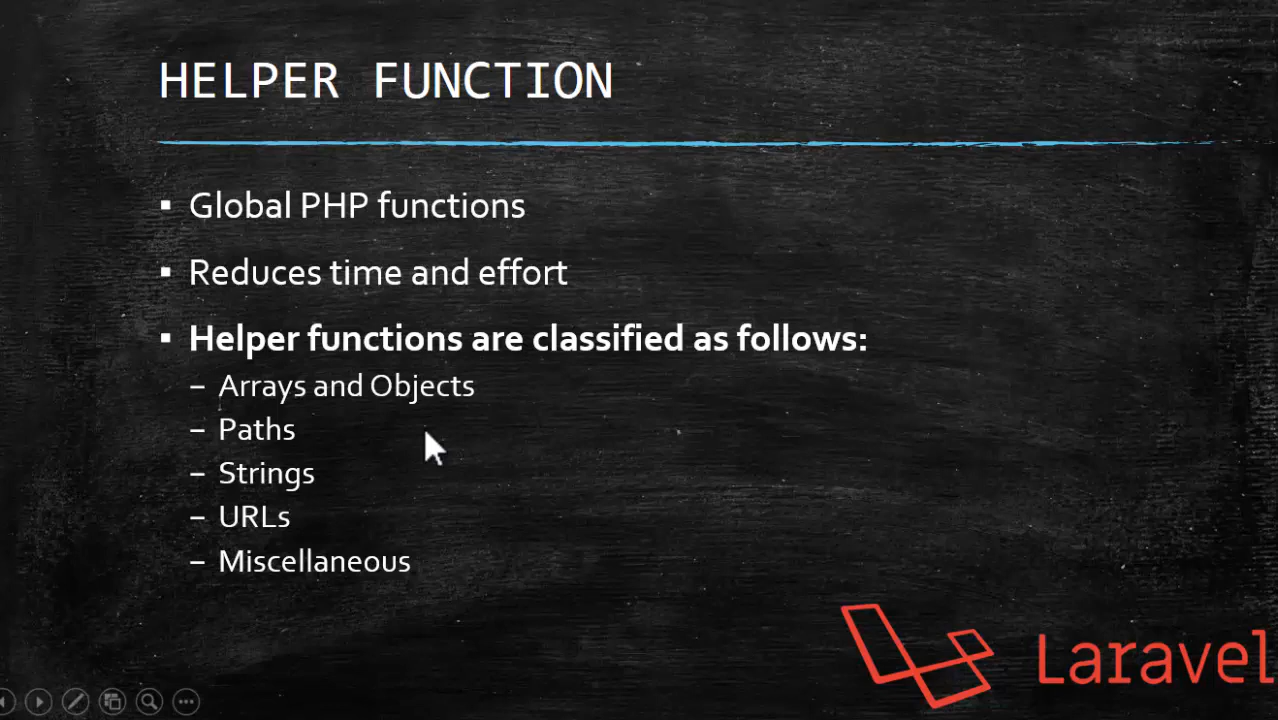 HELPER FUNCTION
▪ Global PHP functions
▪ Reduces time and effort
▪ Helper functions are classified as follows:
– Arrays and Objects
– Paths
– Strings
– URLs
– Miscellaneous
Laravel